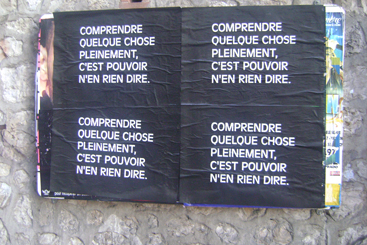 COMPRENDRE
QUELQUE CHOSE
PLEINEMENT,
C'EST POUVOIR
N'EN RIEN DIRE.
COMPRENDRE
QUELQUE CHOSE
PLEINEMENT,
C'EST POUVOIR
N'EN RIEN DIRE.
COMPRENDRE
QUELQUE CHOSE
PLEINEMENT,
C'EST POUVOIR
N'EN RIEN DIRE.
COMPRENDRE
QUELQUE CHOSE
PLEINEMENT,
C'EST POUVOIR
N'EN RIEN DIRE.